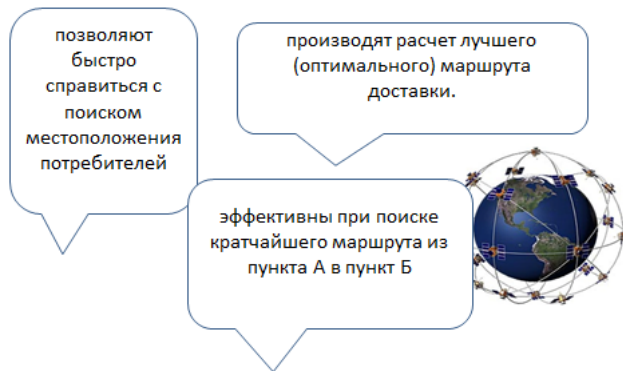 позволяют
быстро
справиться с
поиском
местоположения
потребителей
производят расчет лучшего
(оптимального) маршрута
доставки.
эффективны при поиске
кратчайшего маршрута из
пункта А в пункт Б